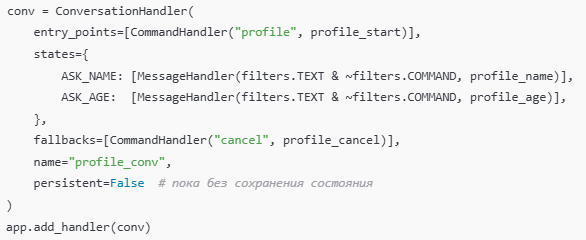 conv = ConversationHandler(
    entry_points=[CommandHandler("profile", profile_start)],
    states={
        ASK_NAME: [MessageHandler(filters.TEXT & ~filters.COMMAND, profile_name)],
        ASK_AGE:  [MessageHandler(filters.TEXT & ~filters.COMMAND, profile_age)],
    },
    fallbacks=[CommandHandler("cancel", profile_cancel)],
    name="profile_conv",
    persistent=False  # пока без сохранения состояния
)
app.add_handler(conv)